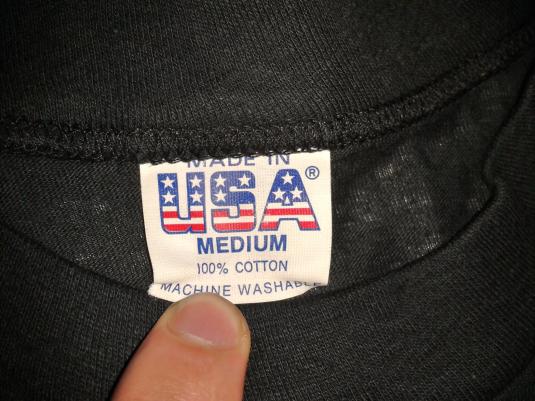 MADE IN
USA®
MEDIUM
100% COTTON
MACHINE WASHABLE